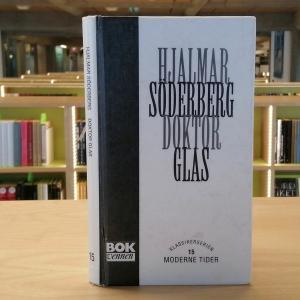 HJALMAR SÖDERBERG DOKTOR GLAS
15
HJALMAR
SÖDERBERG
DOKTOR
GLAS
BOK
vennen
KLASSIKERSERIEN
15
MODERNE TIDER